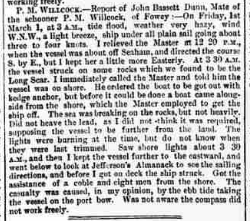 working freely.
P. M. WILLCOCK.—Report of John Bassett Dunn, Mate
of the schooner P. M. Willcock, of Fowey:—On Friday,
March 1, at 3 A.M., tide flood, weather very hazy, wind
W.N.W., a light breeze, ship under all plain sail going about
three to four knots. I relieved the Master at 12 20 P.M.,
when the vessel was about off Seaham, and directed the course
S. by E., but I kept her a little more Easterly. At 3 30 A.M.
the vessel struck on some rocks which we found to be the
Long Sear. I immediately called the Master and told him the
vessel was on shore. He ordered the boat to be got out with
kedge anchor, but before it could be done a boat came along-
side from the shore, which the Master employed to get the
ship off. The sea was breaking on the rocks, but not heavily.
Did not heave the lead, as I did not think it was required,
supposing the vessel to be further from the land. The
lights were burning at the time, but do not know when
they were last trimmed. Saw shore lights about 3 30
A.M., and then I kept the vessel further to the eastward, and
went below to look at Jefferson's Almanack to see the sailing
directions, and before I got on deck the ship struck. Got the
assistance of a coble and eight men from the shore. The
casualty was caused, in my opinion, by the ebb tide taking
the vessel on the port bow. Was not aware the compass did
not work freely.